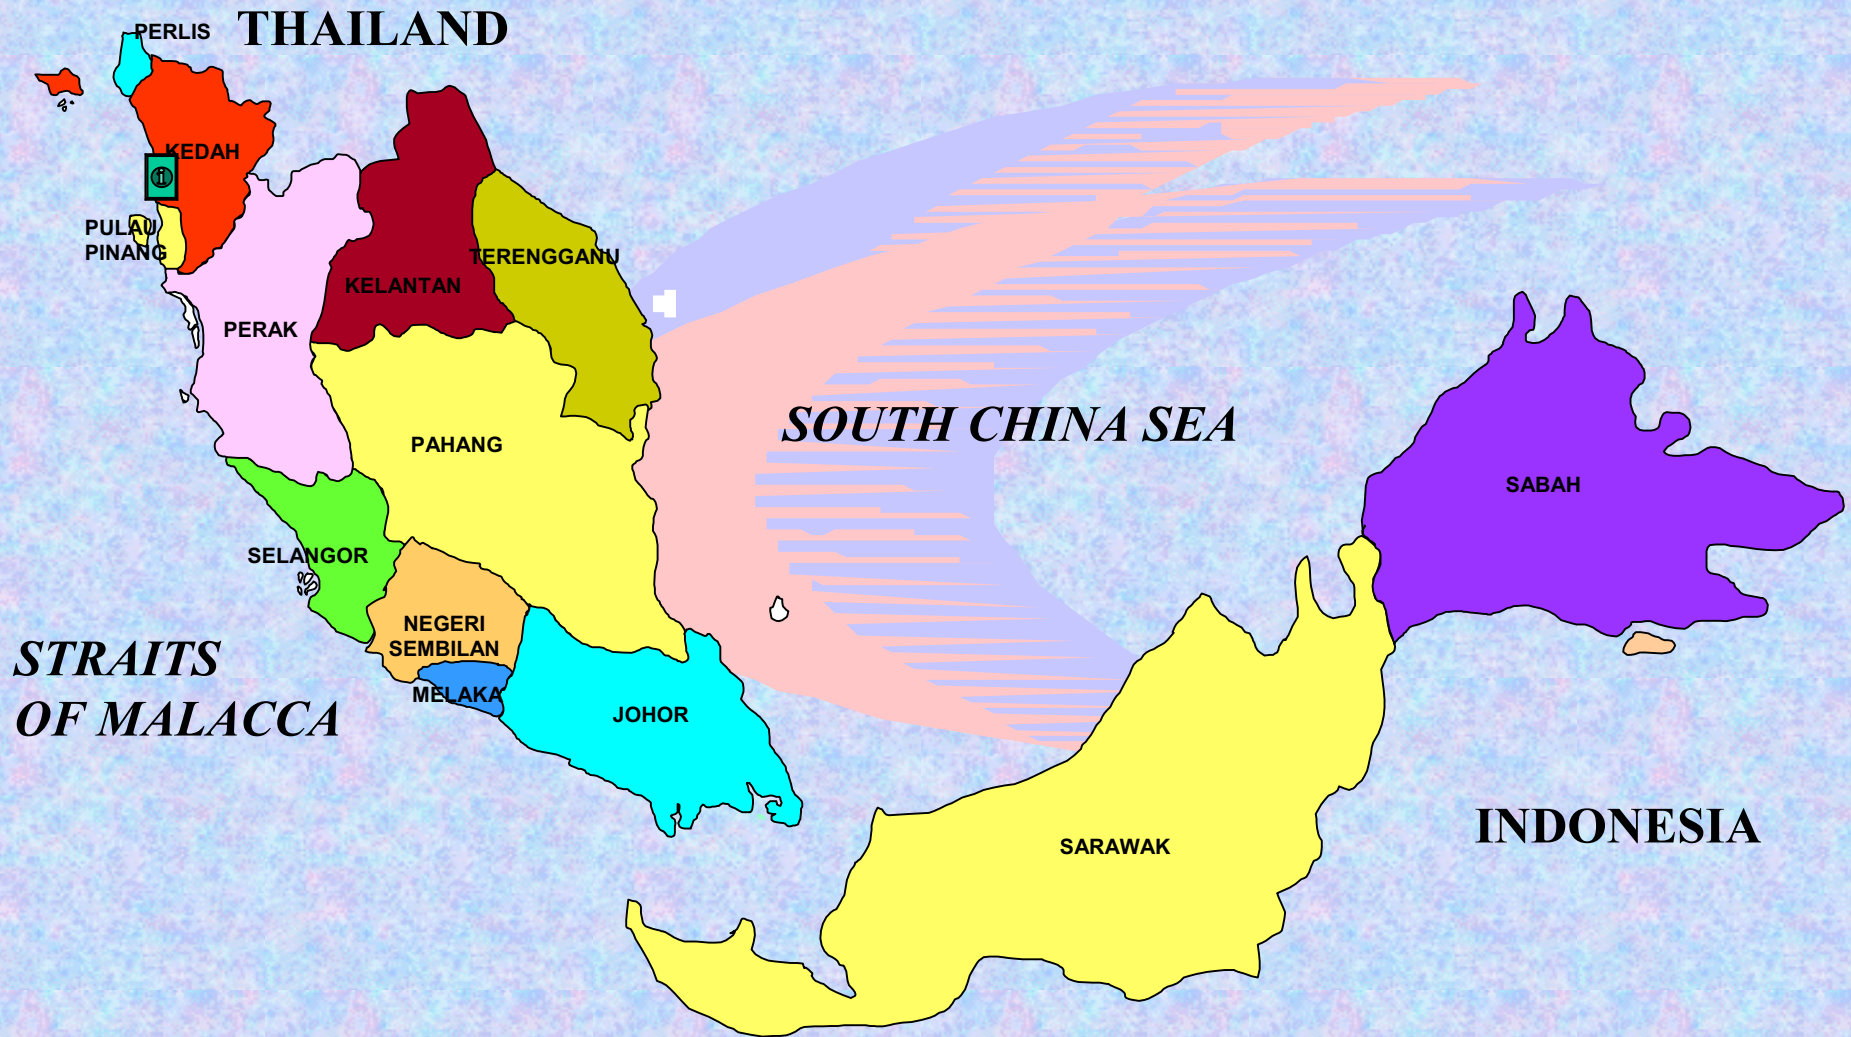 PERLIS
THAILAND
KEDAH
i
PULAU
PINANG
TERENGGANU
KELANTAN
PERAK
SOUTH CHINA SEA
PAHANG
SABAH
SELANGOR
NEGERI
SEMBILAN
STRAITS
OF MALACCA
MELAKA
JOHOR
INDONESIA
SARAWAK